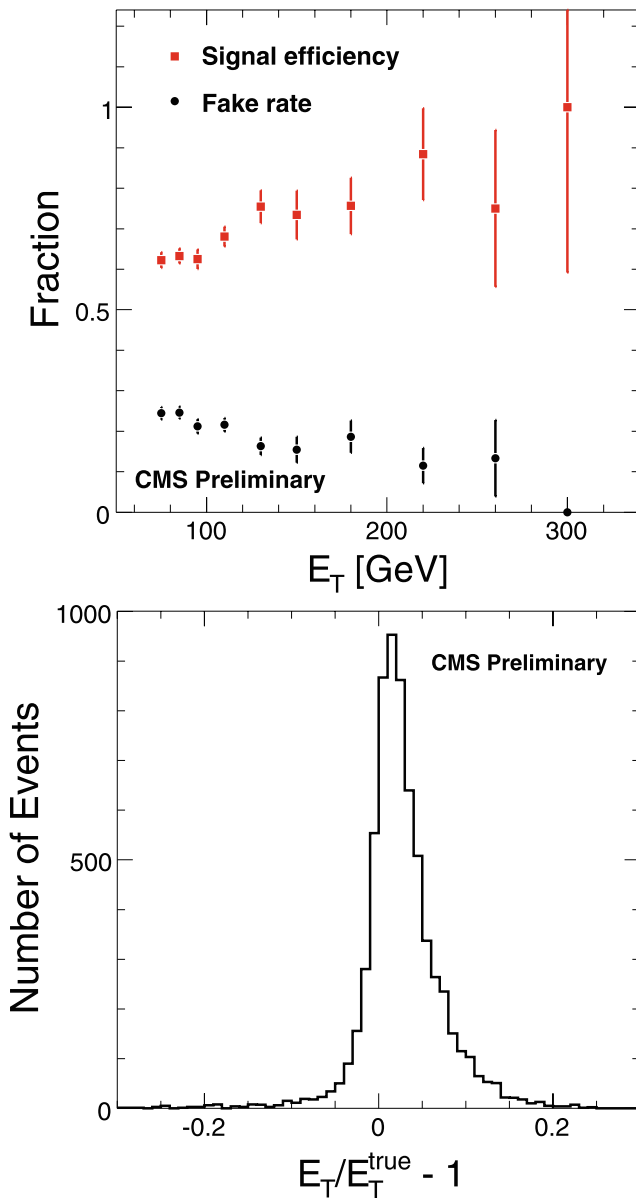 Signal efficiency
Fake rate
1
0.5
0
Fraction
CMS Preliminary
100 200 300
E_T [GeV]
1000
500
0
Number of Events
CMS Preliminary
-0.2 0 0.2
E_T/E_T^true - 1